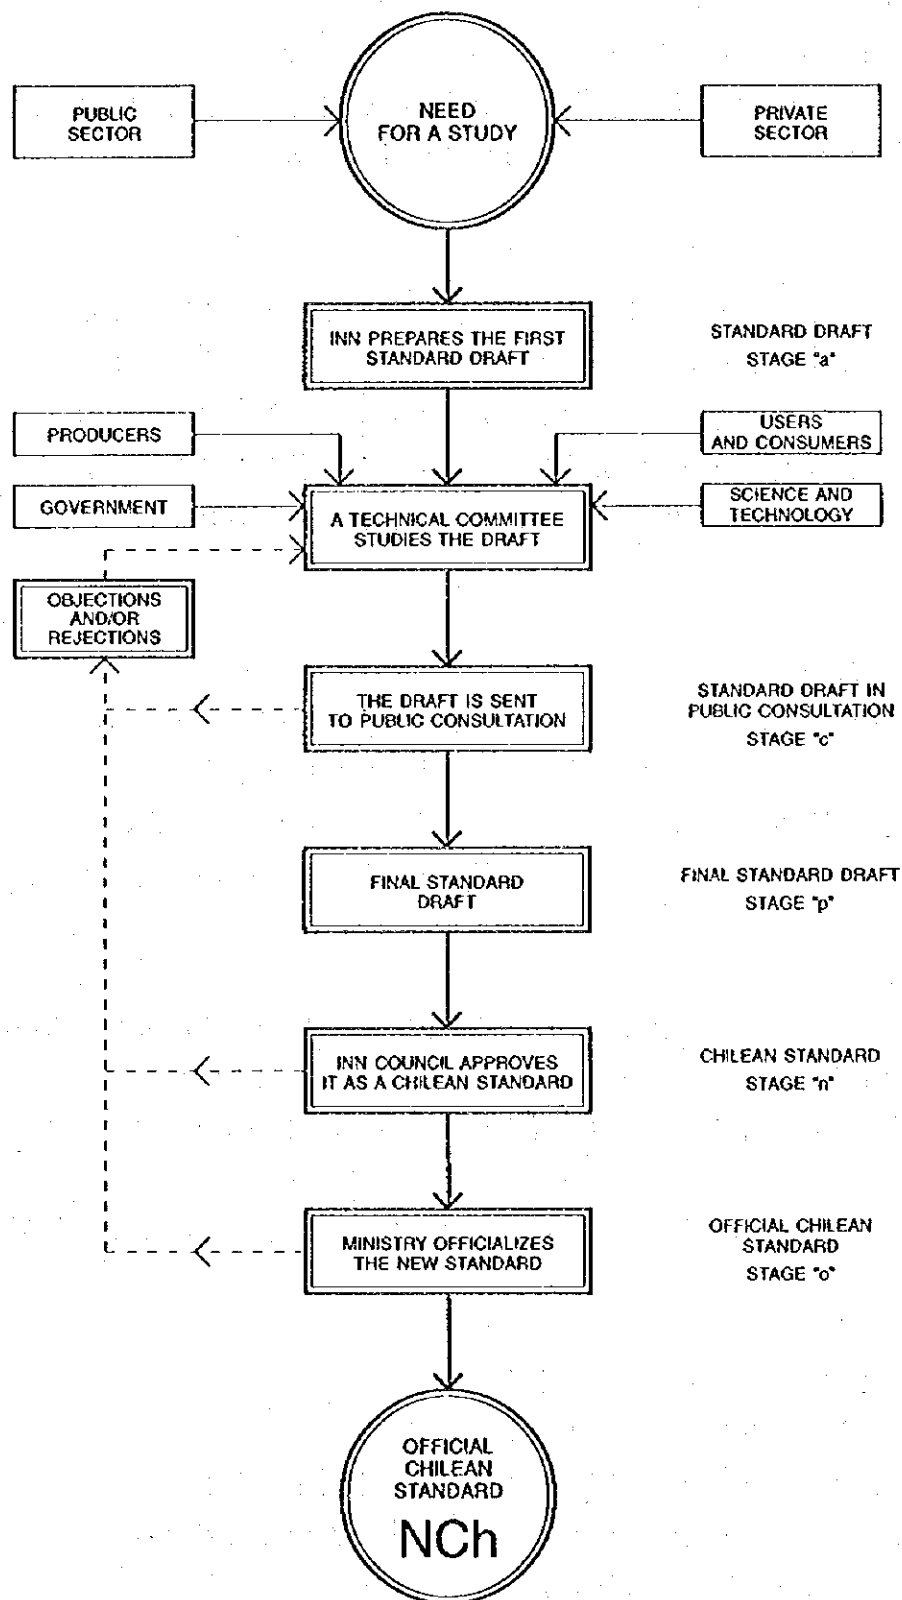 NEED
FOR A STUDY
PUBLIC
SECTOR
PRIVATE
SECTOR
INN PREPARES THE FIRST
STANDARD DRAFT
STANDARD DRAFT
STAGE "a"
PRODUCERS
USERS
AND CONSUMERS
GOVERNMENT
A TECHNICAL COMMITTEE
STUDIES THE DRAFT
SCIENCE AND
TECHNOLOGY
OBJECTIONS
AND/OR
REJECTIONS
THE DRAFT IS SENT
TO PUBLIC CONSULTATION
STANDARD DRAFT IN
PUBLIC CONSULTATION
STAGE "c"
FINAL STANDARD
DRAFT
FINAL STANDARD DRAFT
STAGE "p"
INN COUNCIL APPROVES
IT AS A CHILEAN STANDARD
CHILEAN STANDARD
STAGE "n"
MINISTRY OFFICIALIZES
THE NEW STANDARD
OFFICIAL CHILEAN
STANDARD
STAGE "o"
OFFICIAL
CHILEAN
STANDARD
NCh